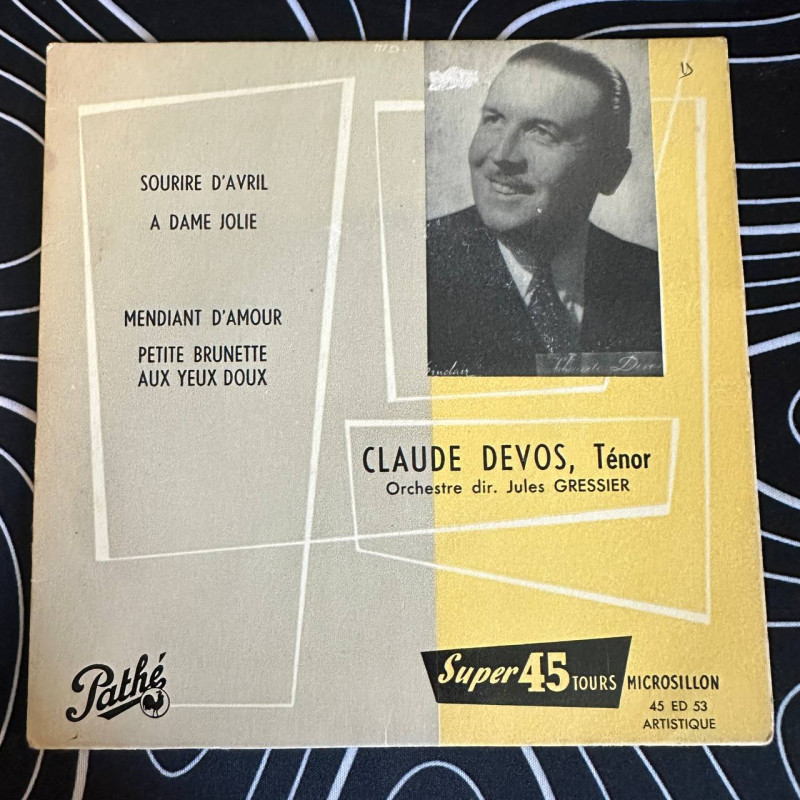 SOURIRE D'AVRIL
A DAME JOLIE
MENDIANT D'AMOUR
PETITE BRUNETTE
AUX YEUX DOUX
CLAUDE DEVOS, Ténor
Orchestre dir. Jules GRESSIER
Pathé
Super 45 TOURS MICROSILLON
45 ED 53
ARTISTIQUE